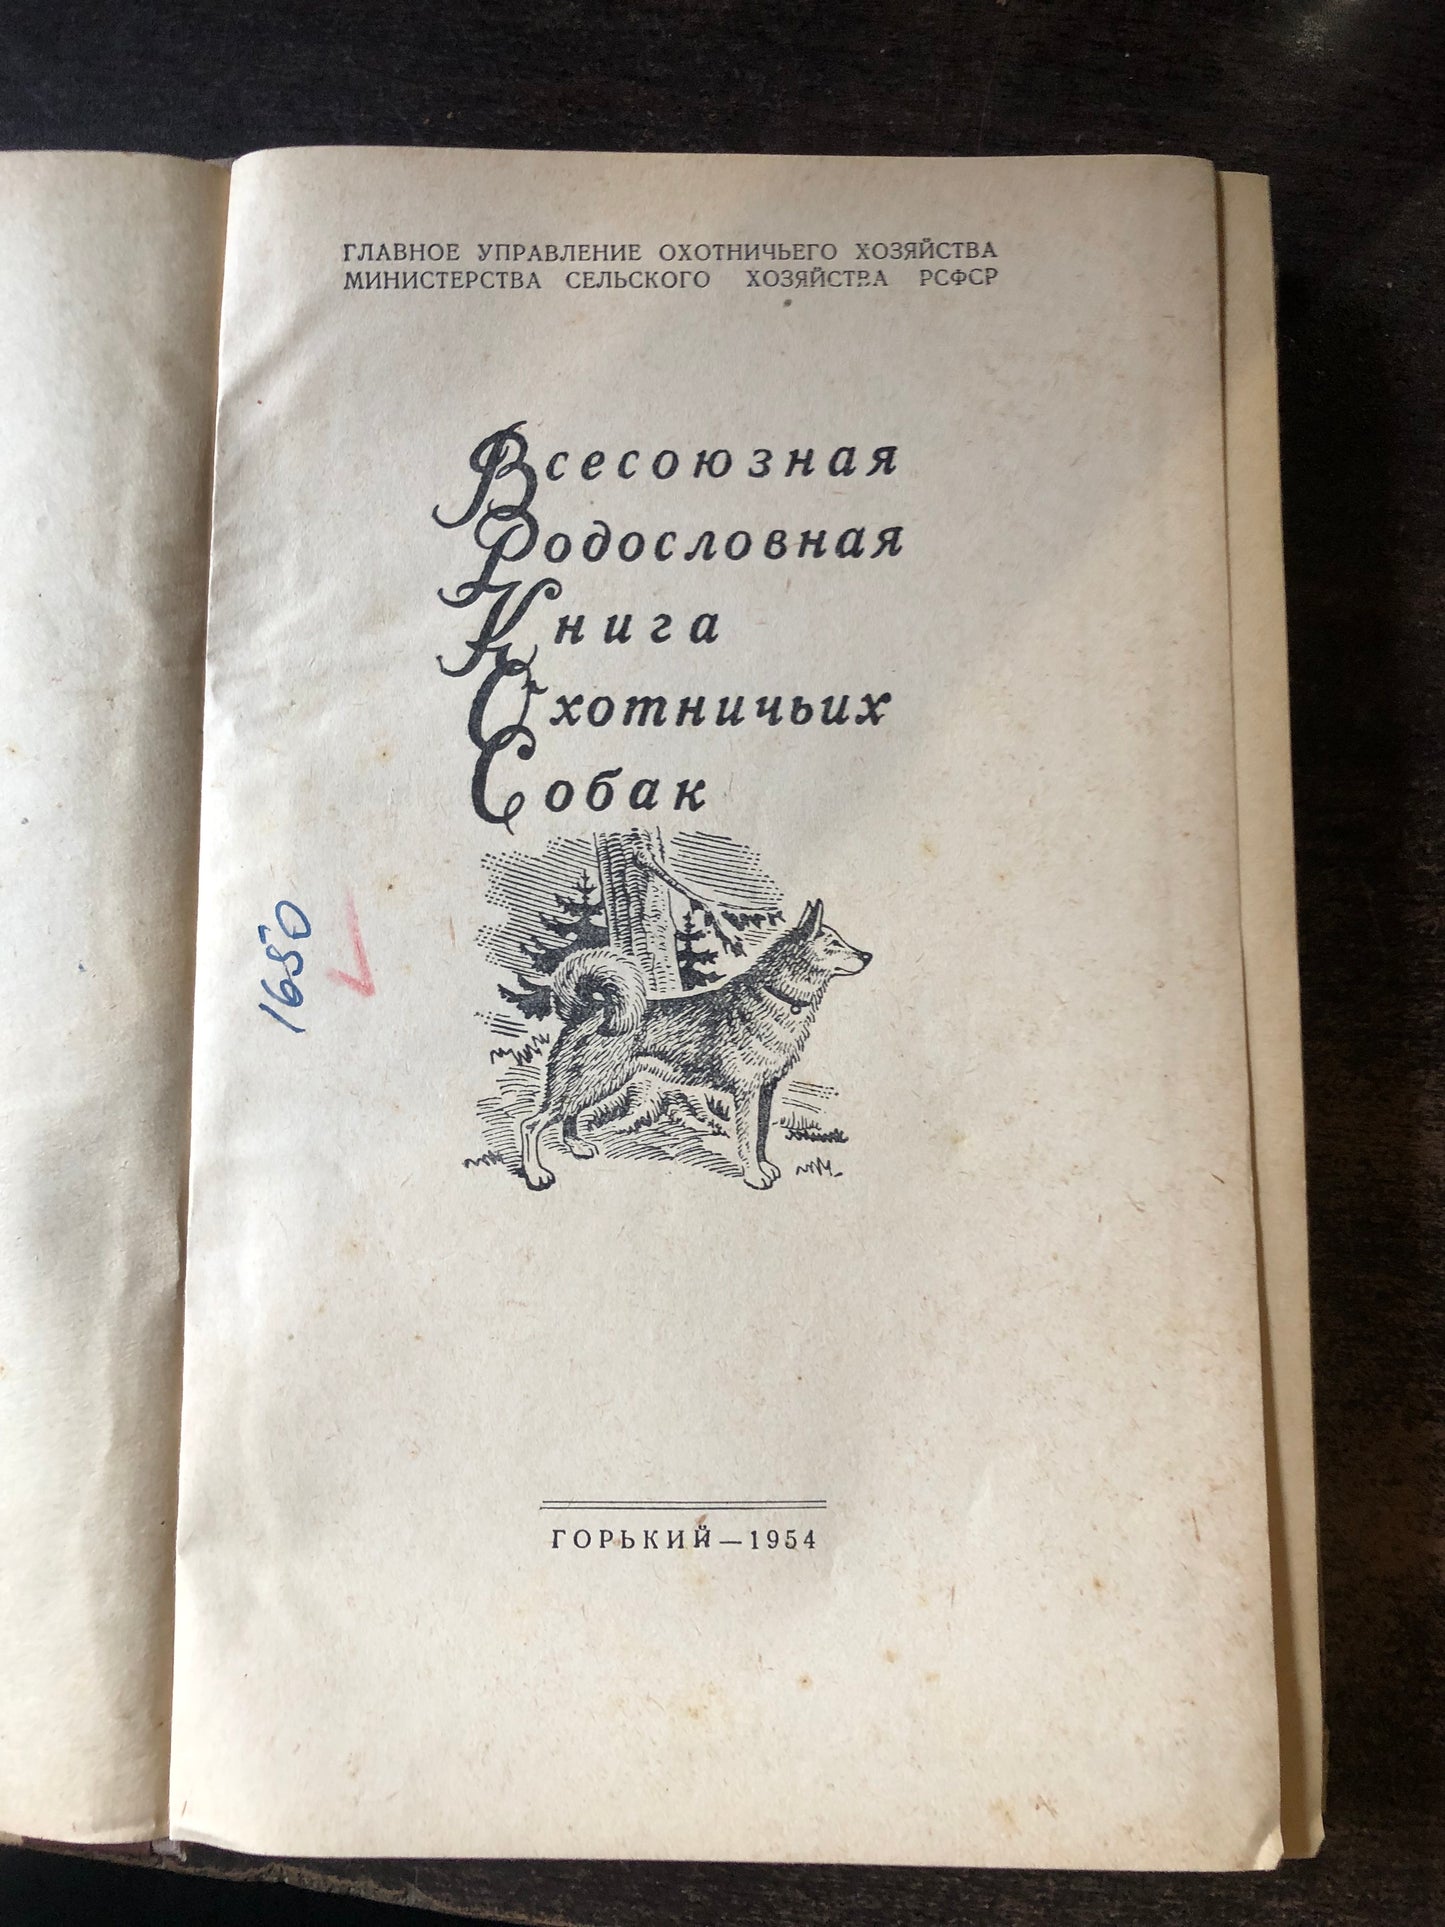 ГЛАВНОЕ УПРАВЛЕНИЕ ОХОТНИЧЬЕГО ХОЗЯЙСТВА
МИНИСТЕРСТВА СЕЛЬСКОГО ХОЗЯЙСТВА РСФСР
Всесоюзная
Родословная
Книга
Охотничьих
Собак
1650
ГОРЬКИЙ—1954